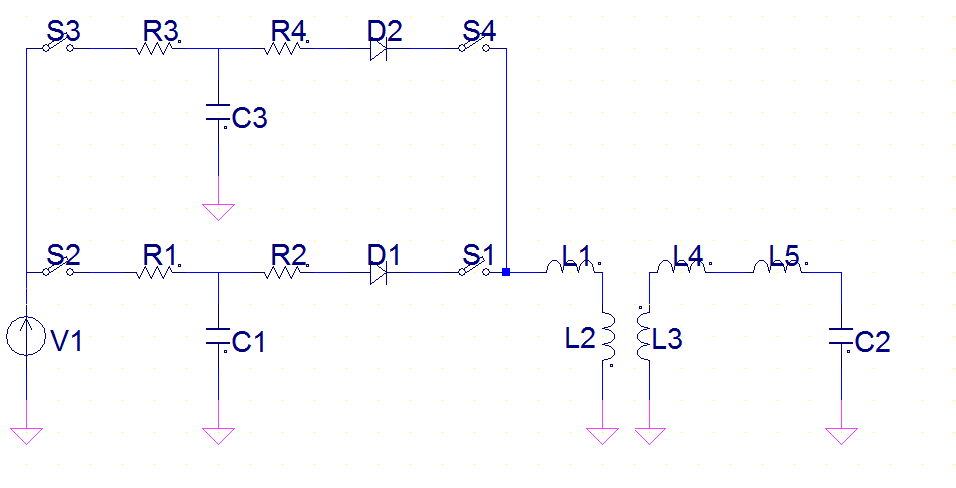 S3 R3 R4 D2 S4
C3
S2 R1 R2 D1 S1 L1 L4 L5
V1 C1 L2 L3 C2